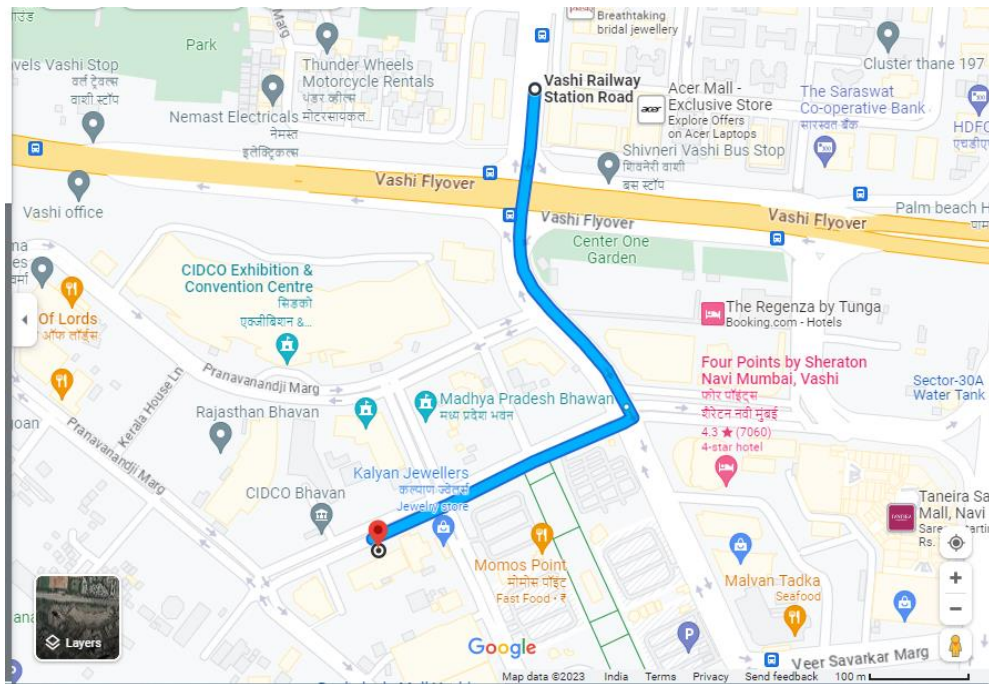 Breathtaking
bridal jewellery
Park
Marg
Thunder Wheels
Motorcycle Rentals
थंडर व्हील्स
मोटरसायकल...
Vashi Stop
वर्ल ट्रेवल्स
वाशी स्टॉप
Nemast Electricals
नेमस्त
इलेक्ट्रिकल्स
Vashi Railway
Station Road
Acer Mall -
Exclusive Store
Explore Offers
on Acer Laptops
acer
Cluster thane 197
The Saraswat
Co-operative Bank
सारस्वत बँक
HDFC
Shivneri Vashi Bus Stop
शिवनेरी वाशी
बस स्टॉप
Vashi Flyover
Vashi Flyover
Vashi Flyover
Palm beach
Vashi office
Center One
Garden
CIDCO Exhibition &
Convention Centre
सिडको
एक्जीबिशन &...
Of Lords
ऑफ लॉर्ड्स
The Regenza by Tunga
Booking.com - Hotels
Four Points by Sheraton
Navi Mumbai, Vashi
फोर पॉइंट्स
शेरेटन नवी मुंबई
4.3 ★ (7060)
4-star hotel
Sector-30A
Water Tank
Pranavanandji Marg
Kerala House Ln
Pranavanandji Marg
Rajasthan Bhavan
Madhya Pradesh Bhawan
मध्य प्रदेश भवन
Kalyan Jewellers
कल्याण ज्वेलर्स
Jewelry store
CIDCO Bhavan
Taneira
Mall, Navi
Rs.
TANEIRA
Momos Point
मोमोस पॉइंट
Fast Food · ₹
Malvan Tadka
Seafood
P
Layers
Google
Veer Savarkar Marg
Map data ©2023 India Terms Privacy Send feedback 100 m